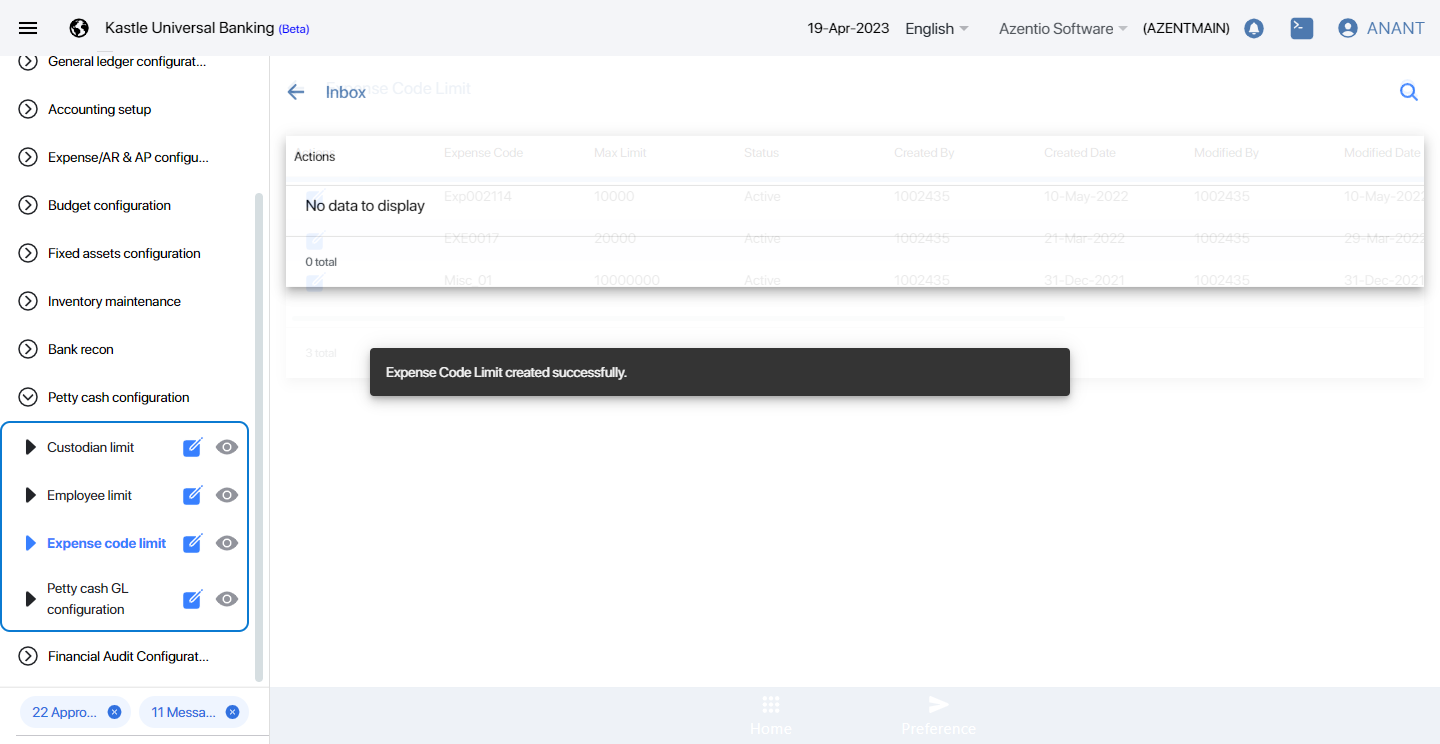 Kastle Universal Banking (Beta)
19-Apr-2023 English Azentio Software (AZENTMAIN) ANANT
General ledger configurat...
Accounting setup
Expense/AR & AP configu...
Budget configuration
Fixed assets configuration
Inventory maintenance
Bank recon
Petty cash configuration
Custodian limit
Employee limit
Expense code limit
Petty cash GL
configuration
Financial Audit Configurat...
22 Appro... 11 Messa...
Inbox
Expense Code Limit
Actions
Expense Code Max Limit Status Created By Created Date Modified By Modified Date
Exp002114 10000 Active 1002435 10-May-2022 1002435 10-May-2022
No data to display
EXE0017 20000 Active 1002435 21-Mar-2022 1002435 29-Mar-2022
0 total
Misc_01 10000000 Active 1002435 31-Dec-2021 1002435 31-Dec-2021
3 total
Expense Code Limit created successfully.
Home Preference